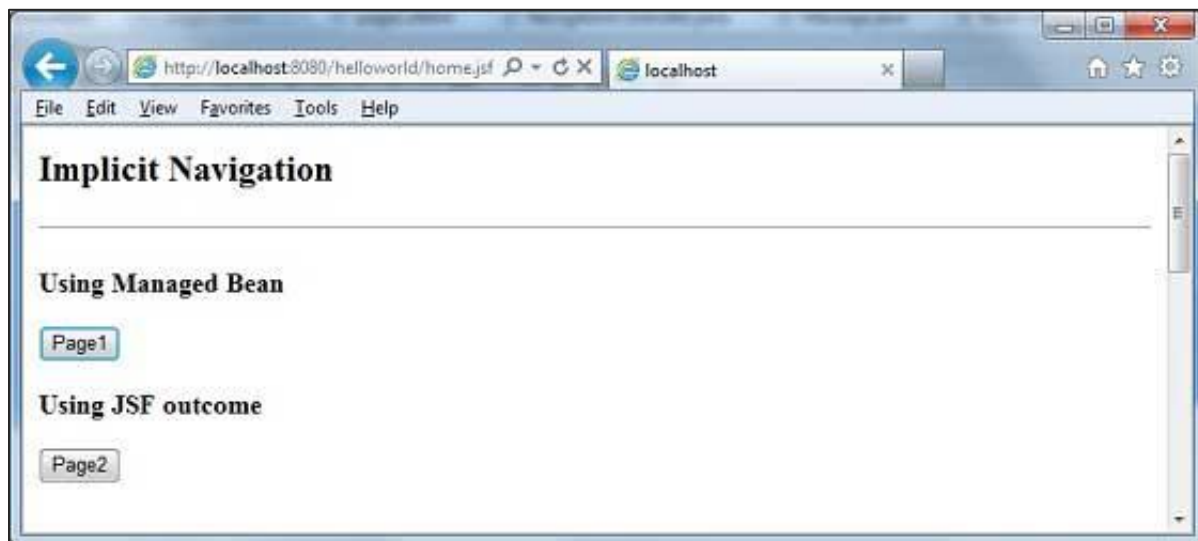 http://localhost:8080/helloworld/home.jsf
localhost
File Edit View Favorites Tools Help
Implicit Navigation
Using Managed Bean
Page1
Using JSF outcome
Page2